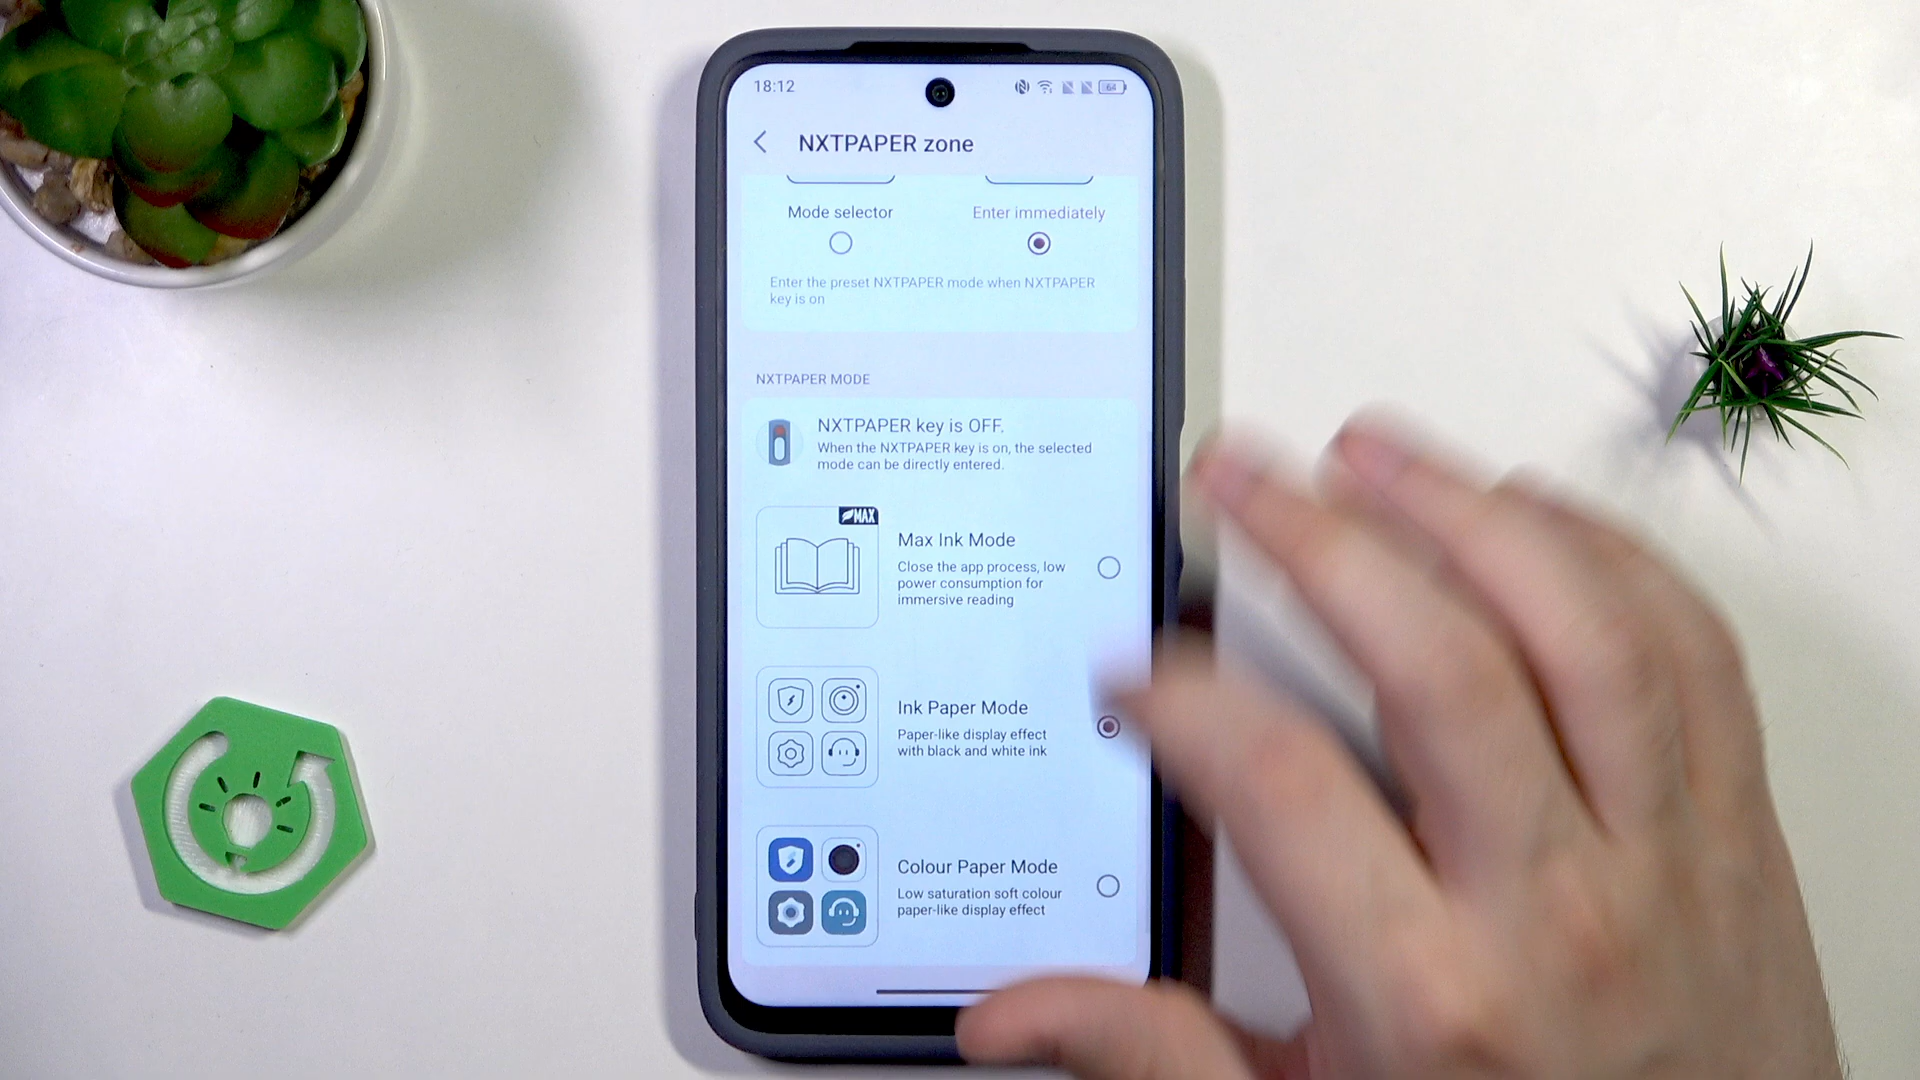 18:12
64
NXTPAPER zone
Mode selector
Enter immediately
Enter the preset NXTPAPER mode when NXTPAPER
key is on
NXTPAPER MODE
NXTPAPER key is OFF.
When the NXTPAPER key is on, the selected
mode can be directly entered.
MAX
Max Ink Mode
Close the app process, low
power consumption for
immersive reading
Ink Paper Mode
Paper-like display effect
with black and white ink
Colour Paper Mode
Low saturation soft colour
paper-like display effect